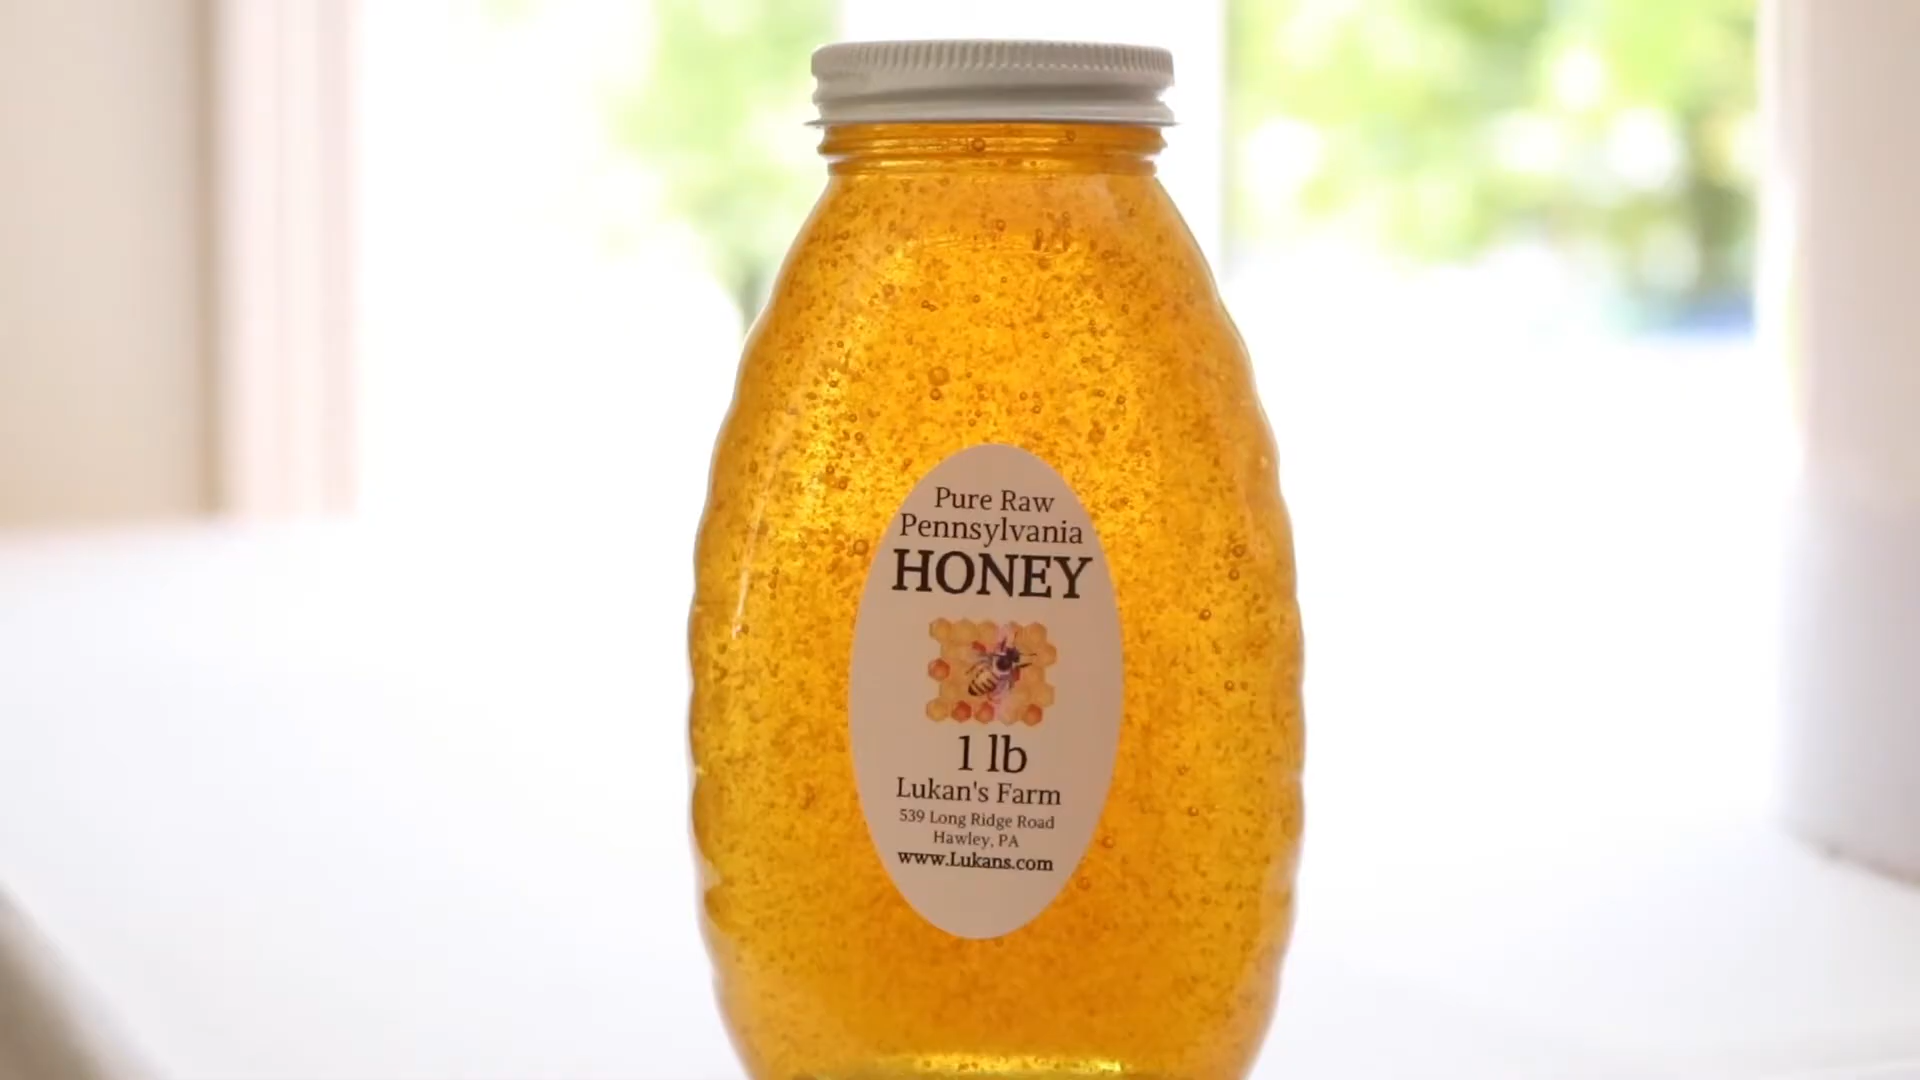 Pure Raw
Pennsylvania
HONEY
1 lb
Lukan's Farm
539 Long Ridge Road
Hawley, PA
www.Lukans.com